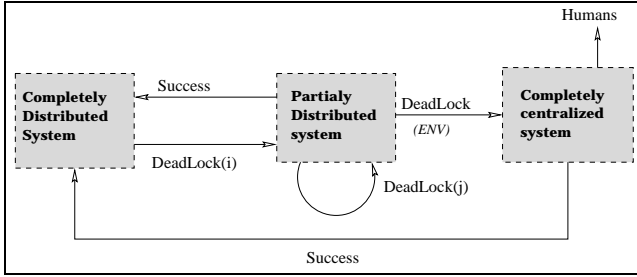 Humans
Completely
Distributed
System
Success
Partialy
Distributed
system
DeadLock
(ENV)
Completely
centralized
system
DeadLock(i)
DeadLock(j)
Success